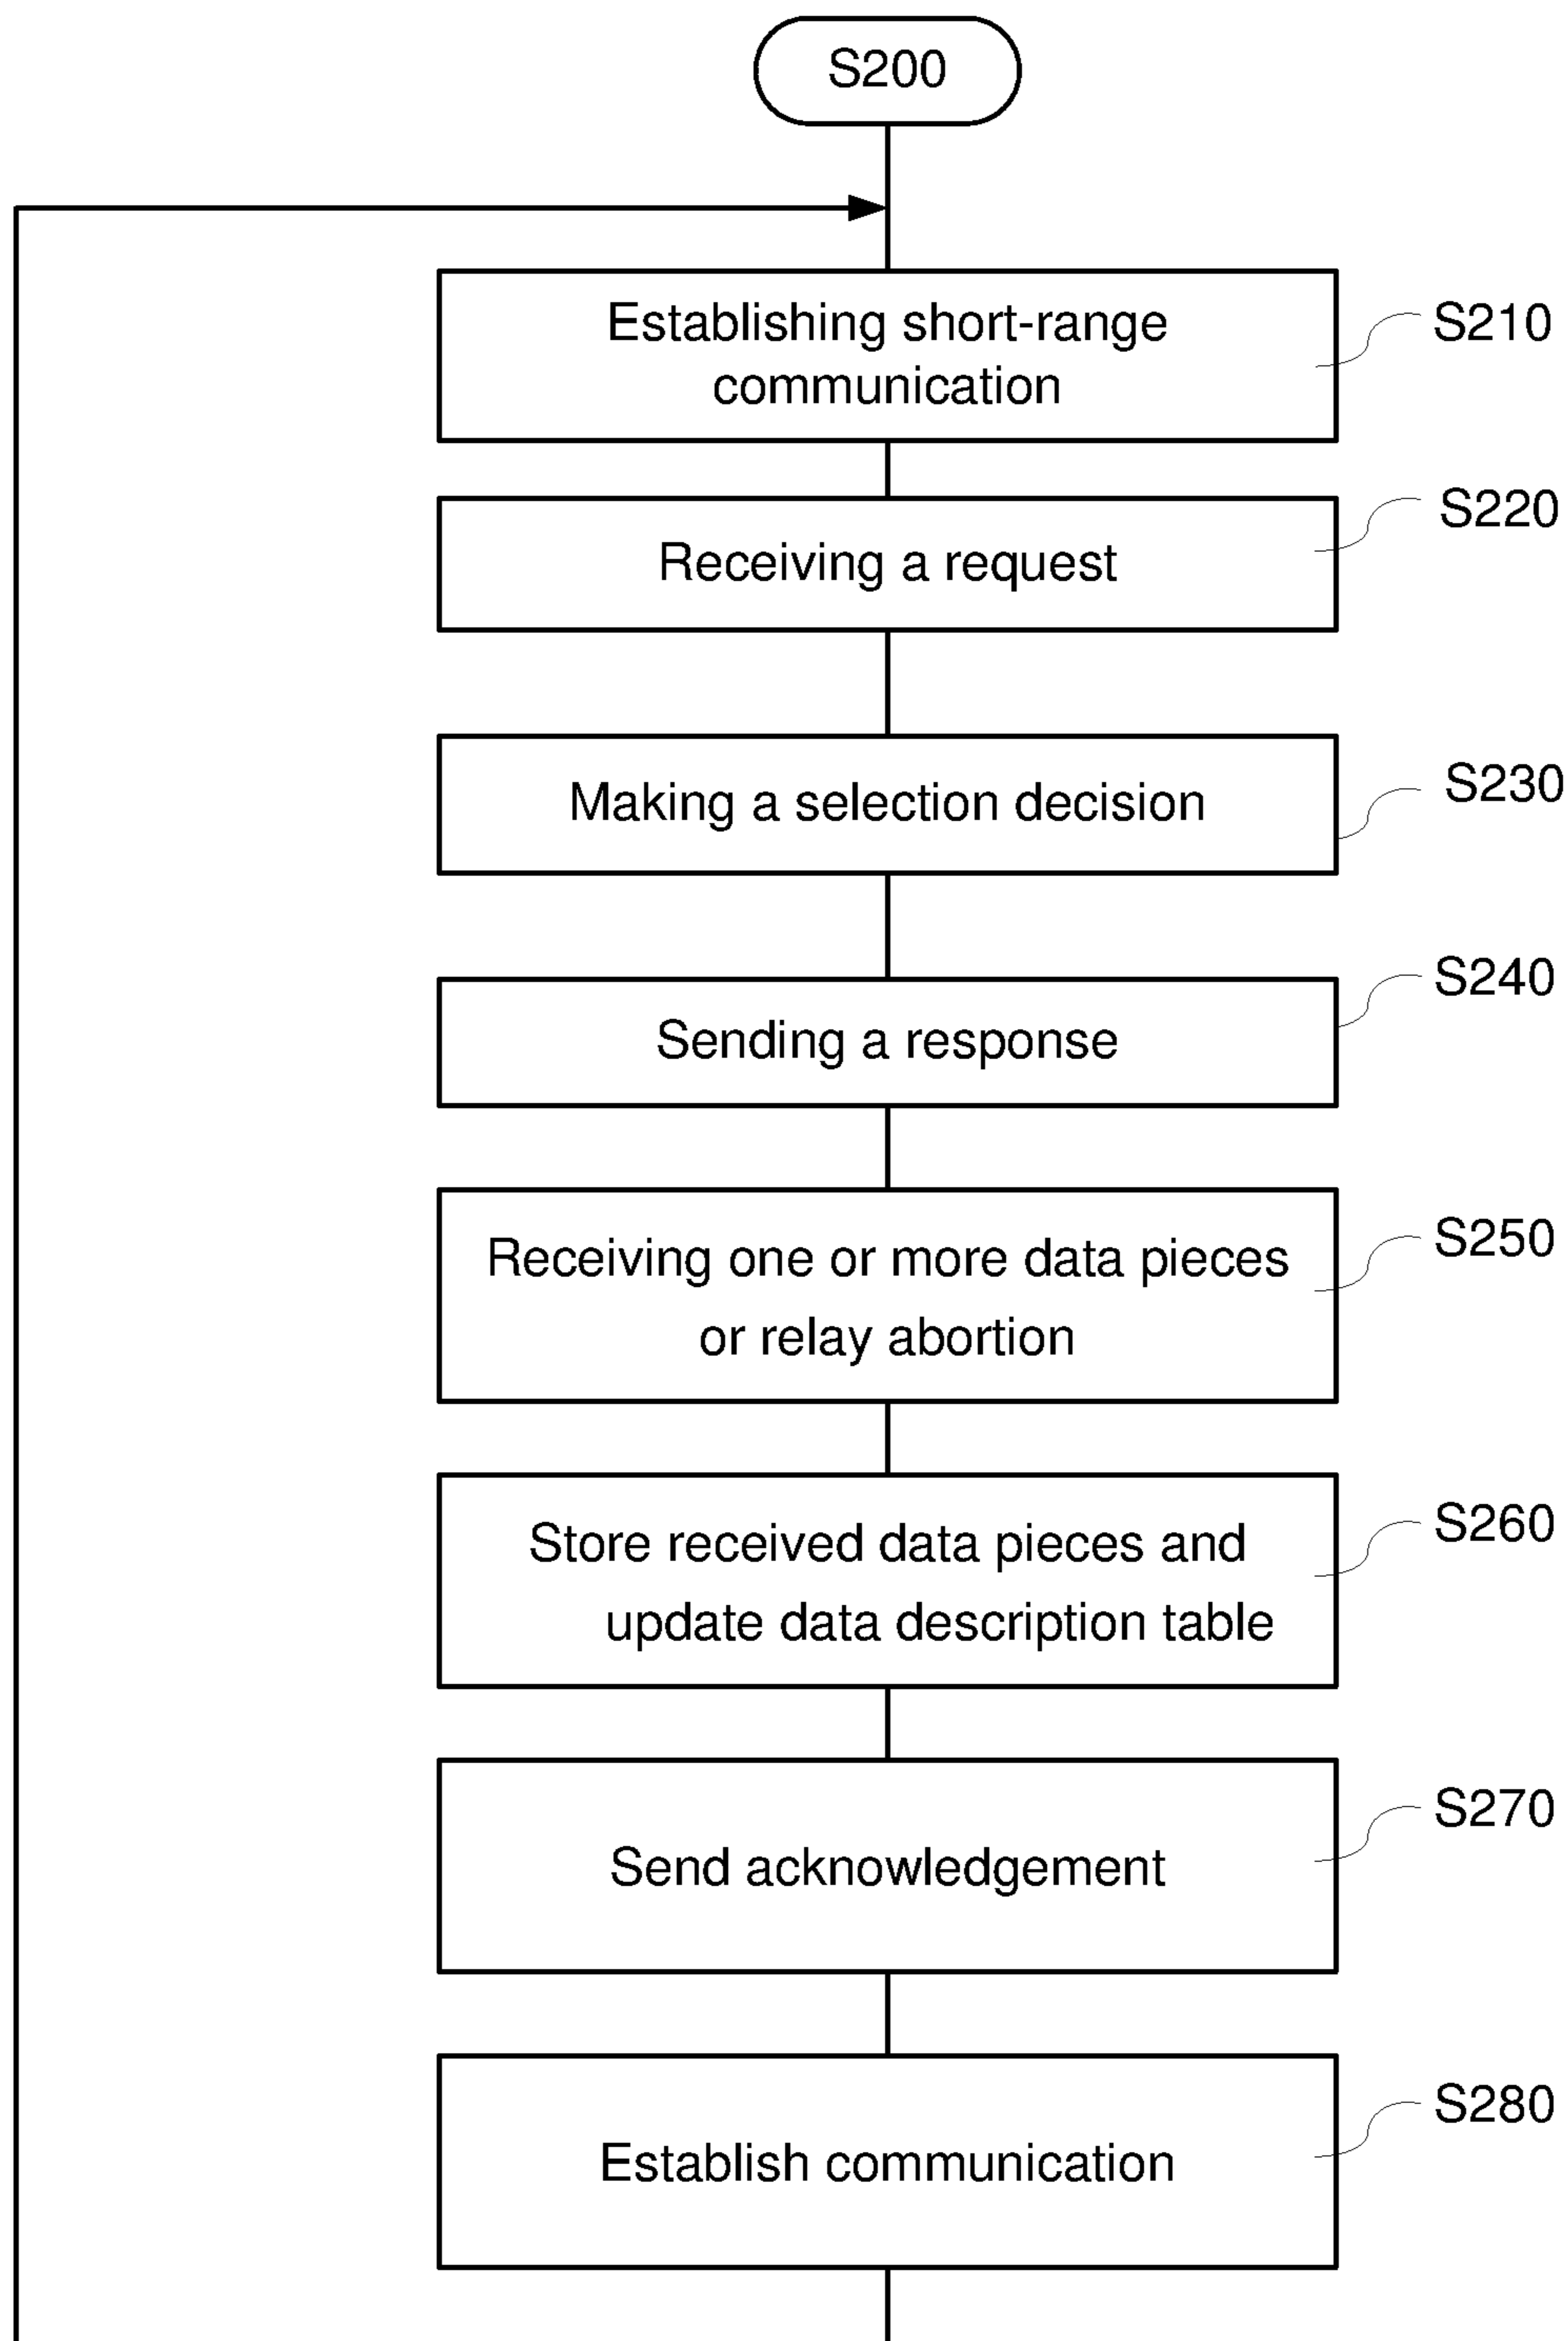 S200
Establishing short-range
communication
S210
Receiving a request
S220
Making a selection decision
S230
Sending a response
S240
Receiving one or more data pieces
or relay abortion
S250
Store received data pieces and
update data description table
S260
Send acknowledgement
S270
Establish communication
S280